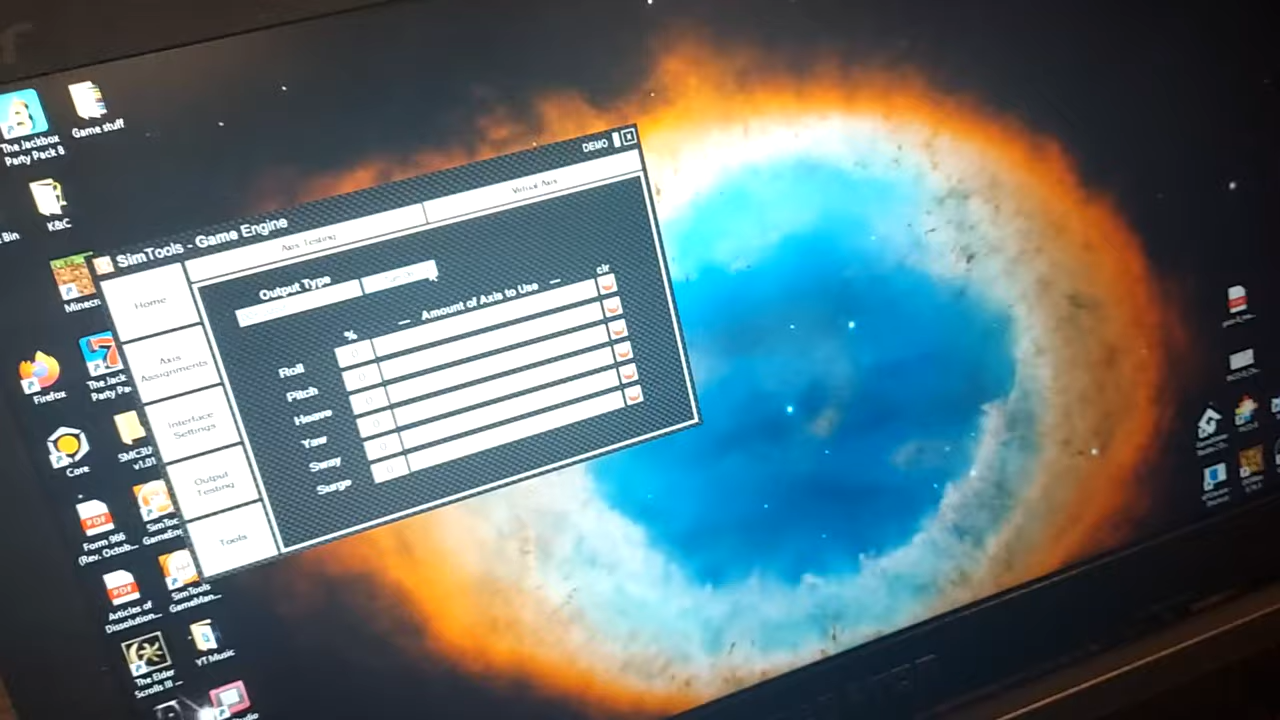 The Jackbox
Party Pack 8
Game stuff
Bin
K&C
Minecr
Firefox
The Jack
Party Pa
Core
SMC3U
v1.01
Form 966
(Rev. Octob...
SimToo
GameEng
Articles of
Dissolution...
SimTools
GameMan...
The Elder
Scrolls III ...
YT Music
SimTools - Game Engine
DEMO
X
Axis Testing
Virtual Axis
Home
Axis
Assignments
Interface
Settings
Output
Testing
Tools
Output Type
% Amount of Axis to Use clr
Roll
Pitch
Heave
Yaw
Sway
Surge